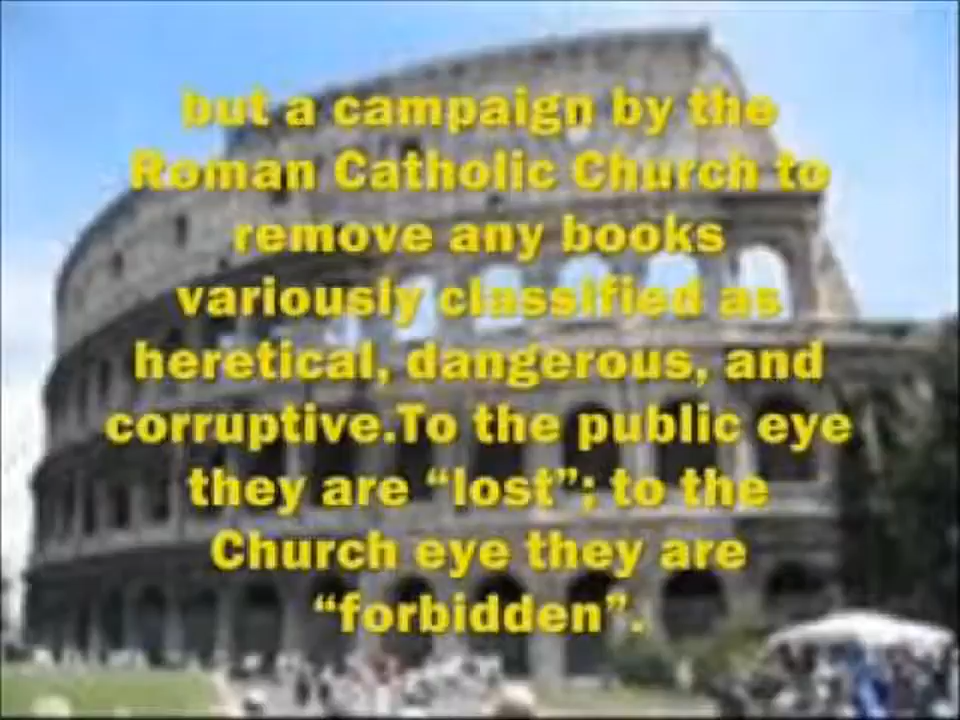 but a campaign by the
Roman Catholic Church to
remove any books
variously classified as
heretical, dangerous, and
corruptive.To the public eye
they are “lost”; to the
Church eye they are
“forbidden”.